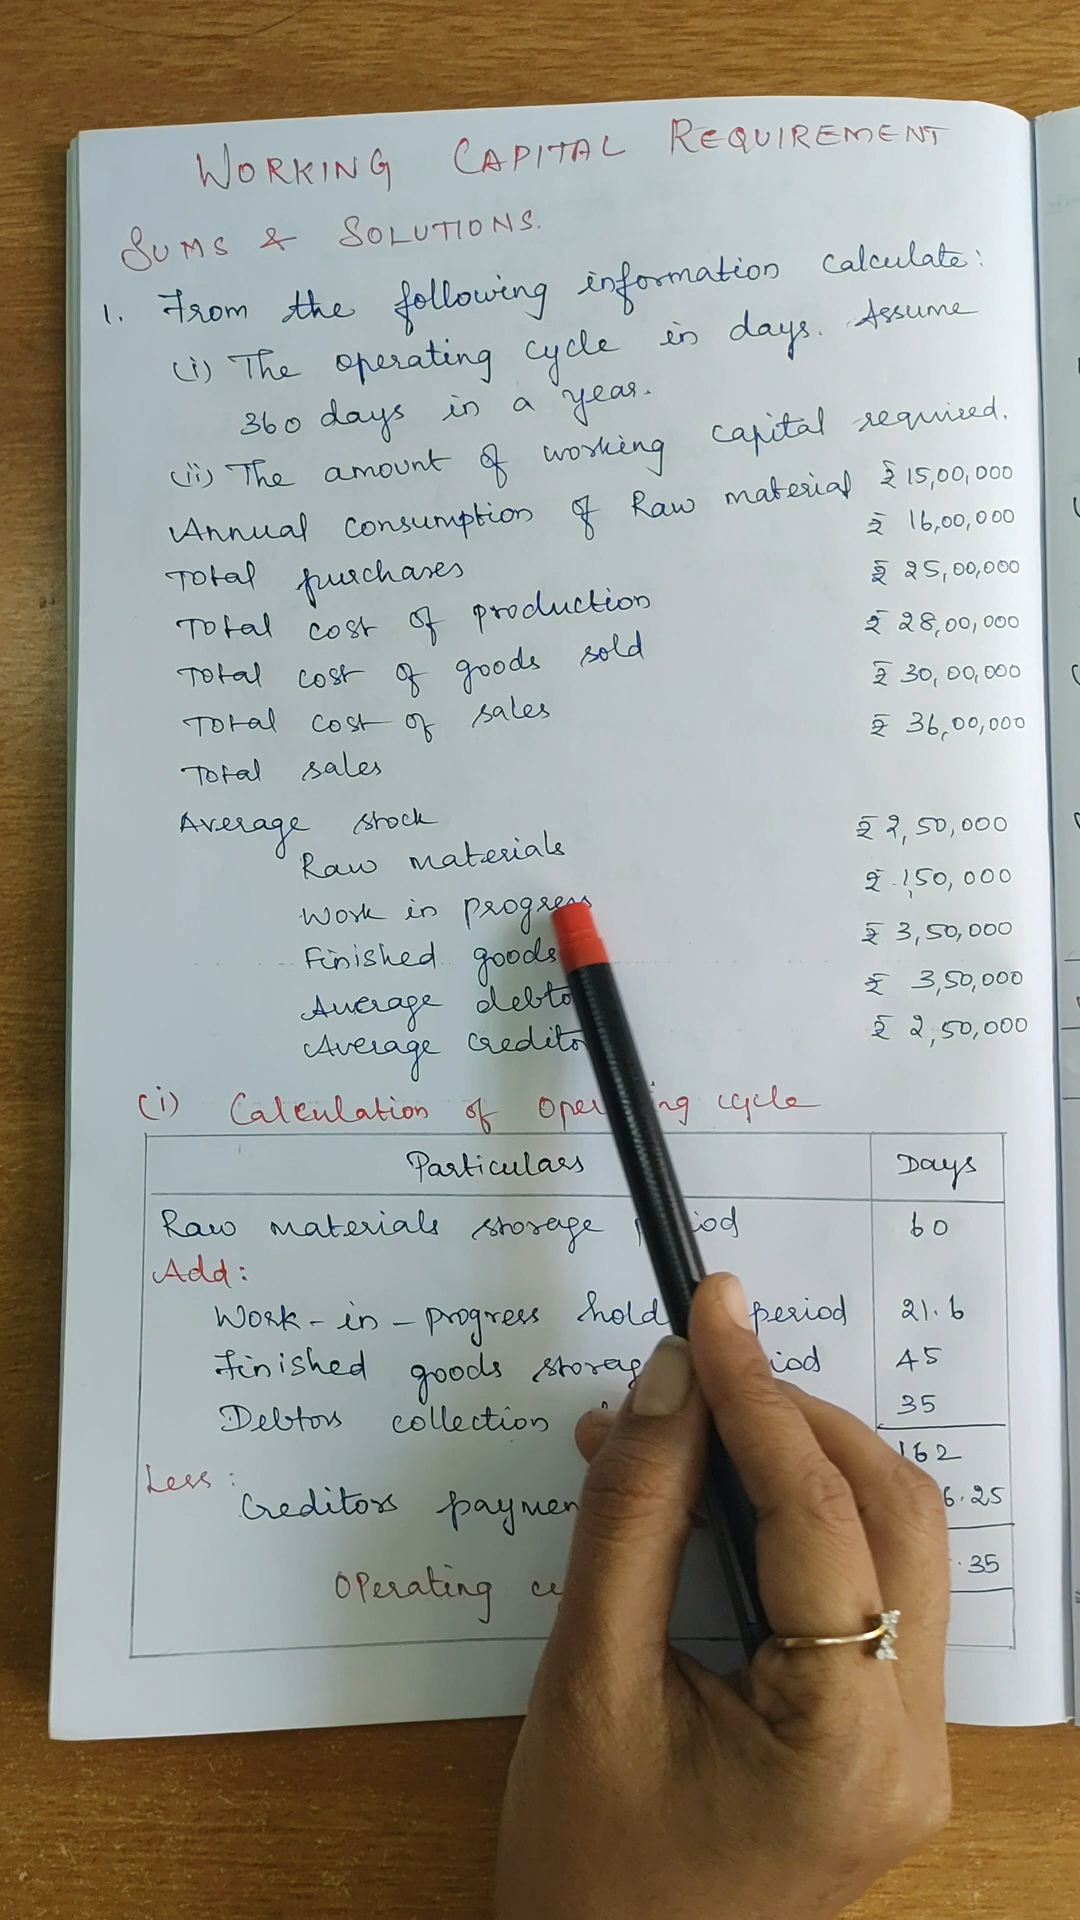 WORKING CAPITAL REQUIREMENT
SUMS & SOLUTIONS.
1. From the following information calculate:
(i) The operating cycle in days. Assume
360 days in a year.
(ii) The amount of working capital required.
Annual consumption of Raw material ₹ 15,00,000
Total purchases ₹ 16,00,000
Total cost of production ₹ 25,00,000
Total cost of goods sold ₹ 28,00,000
Total cost of sales ₹ 30,00,000
Total sales ₹ 36,00,000
Average stock
Raw materials ₹ 2,50,000
Work in progress ₹ 1,50,000
Finished goods ₹ 3,50,000
Average ₹ 3,50,000
Average ₹ 2,50,000
(i) Calculation of cycle
Particulars Days
Raw materials storage 60
Add:
Work-in-progress period 21.6
Finished goods 45
Debtors collection 35
162
Less:
Creditors
Operating